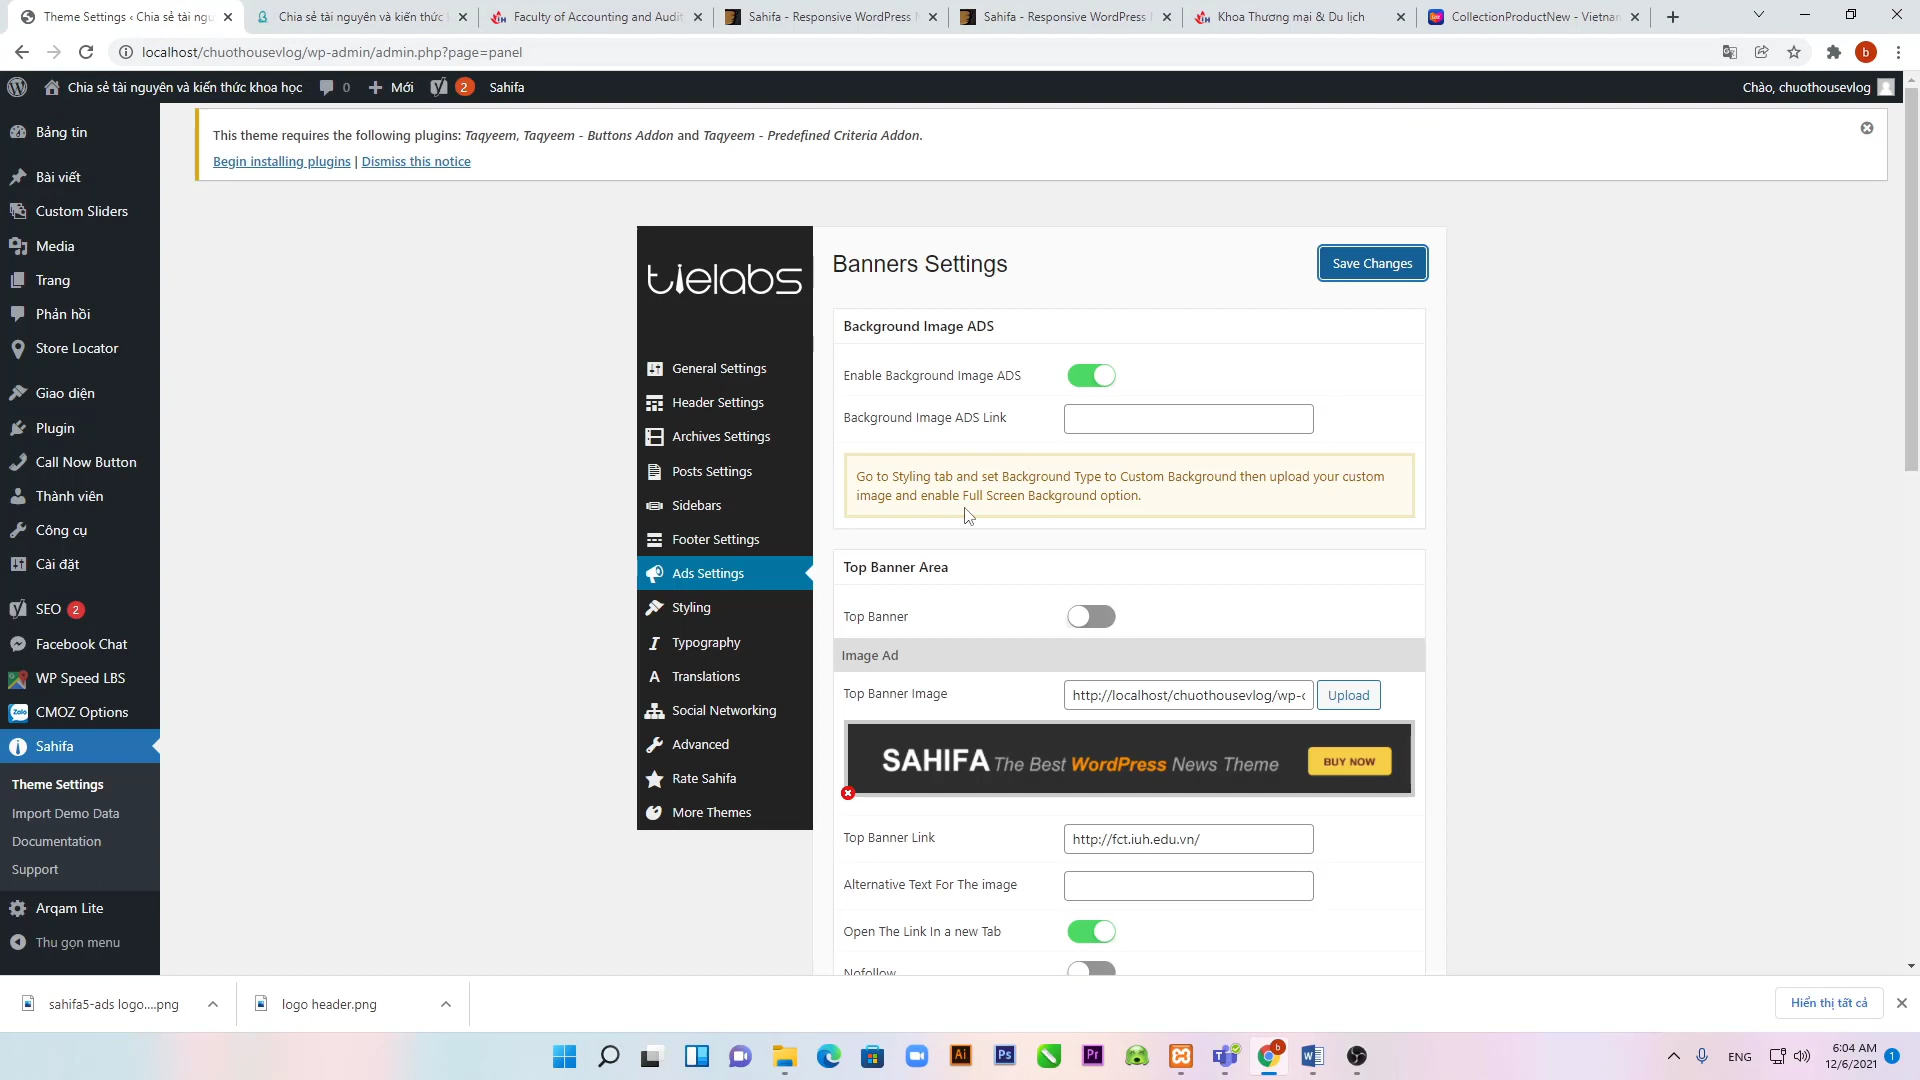 Theme Settings ‹ Chia sẻ tài ngu
Chia sẻ tài nguyên và kiến thức
Faculty of Accounting and Audit
Sahifa - Responsive WordPress
Sahifa - Responsive WordPress
Khoa Thương mại & Du lịch
CollectionProductNew - Vietnan
localhost/chuothousevlog/wp-admin/admin.php?page=panel
b
Chia sẻ tài nguyên và kiến thức khoa học
0
Mới
2
Sahifa
Chào, chuothousevlog
Bảng tin
Bài viết
Custom Sliders
Media
Trang
Phản hồi
Store Locator
Giao diện
Plugin
Call Now Button
Thành viên
Công cụ
Cài đặt
SEO 2
Facebook Chat
WP Speed LBS
Zalo
CMOZ Options
Sahifa
Theme Settings
Import Demo Data
Documentation
Support
Arqam Lite
Thu gọn menu
This theme requires the following plugins: Taqyeem, Taqyeem - Buttons Addon and Taqyeem - Predefined Criteria Addon.
Begin installing plugins | Dismiss this notice
tielabs
General Settings
Header Settings
Archives Settings
Posts Settings
Sidebars
Footer Settings
Ads Settings
Styling
Typography
Translations
Social Networking
Advanced
Rate Sahifa
More Themes
Banners Settings
Save Changes
Background Image ADS
Enable Background Image ADS
Background Image ADS Link
Go to Styling tab and set Background Type to Custom Background then upload your custom
image and enable Full Screen Background option.
Top Banner Area
Top Banner
Image Ad
Top Banner Image
http://localhost/chuothousevlog/wp-c
Upload
SAHIFA The Best WordPress News Theme
BUY NOW
Top Banner Link
http://fct.iuh.edu.vn/
Alternative Text For The image
Open The Link In a new Tab
Nofollow
sahifa5-ads logo....png
logo header.png
Hiển thị tất cả
Ai
Ps
Pr
b
ENG
6:04 AM
12/6/2021
1